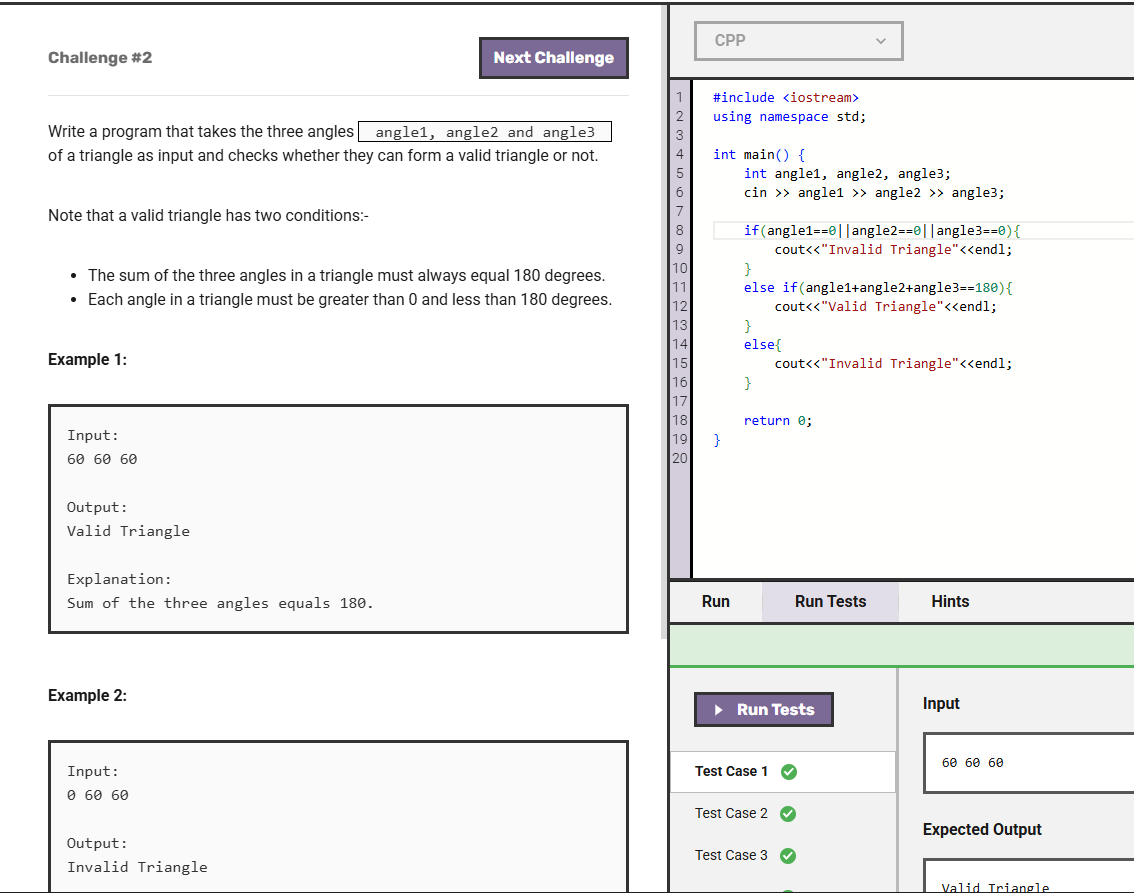 Challenge #2
Next Challenge
Write a program that takes the three angles angle1, angle2 and angle3
of a triangle as input and checks whether they can form a valid triangle or not.
Note that a valid triangle has two conditions:-
• The sum of the three angles in a triangle must always equal 180 degrees.
• Each angle in a triangle must be greater than 0 and less than 180 degrees.
Example 1:
Input:
60 60 60
Output:
Valid Triangle
Explanation:
Sum of the three angles equals 180.
Example 2:
Input:
0 60 60
Output:
Invalid Triangle
CPP
1 #include <iostream>
2 using namespace std;
3
4 int main() {
5     int angle1, angle2, angle3;
6     cin >> angle1 >> angle2 >> angle3;
7
8     if(angle1==0||angle2==0||angle3==0){
9         cout<<"Invalid Triangle"<<endl;
10     }
11     else if(angle1+angle2+angle3==180){
12         cout<<"Valid Triangle"<<endl;
13     }
14     else{
15         cout<<"Invalid Triangle"<<endl;
16     }
17
18     return 0;
19 }
20
Run
Run Tests
Hints
Run Tests
Test Case 1
Test Case 2
Test Case 3
Input
60 60 60
Expected Output
Valid Triangle